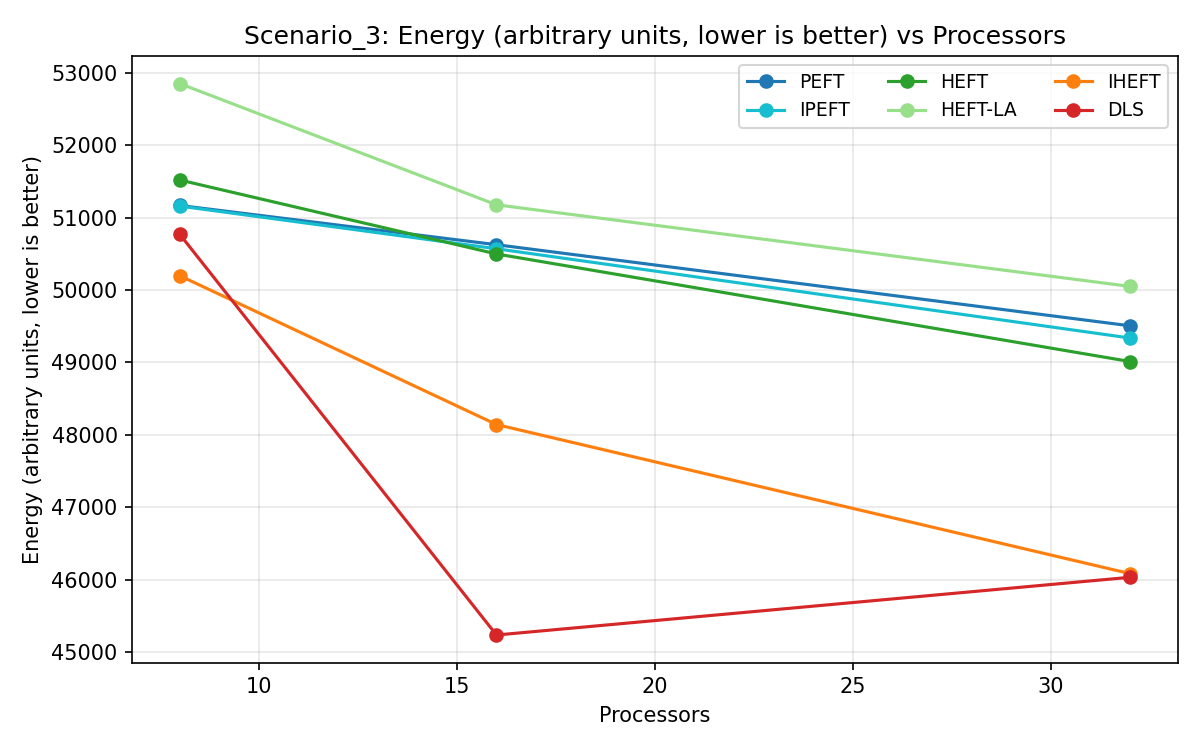 Scenario_3: Energy (arbitrary units, lower is better) vs Processors
PEFT HEFT IHEFT
IPEFT HEFT-LA DLS
Energy (arbitrary units, lower is better)
53000
52000
51000
50000
49000
48000
47000
46000
45000
10 15 20 25 30
Processors